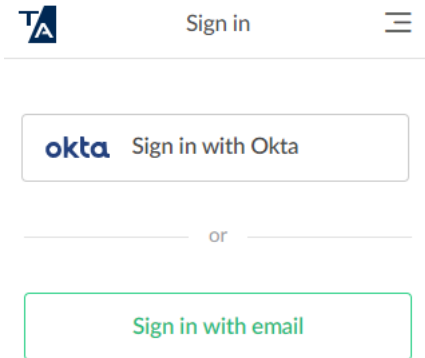 TA Sign in
okta Sign in with Okta
or
Sign in with email